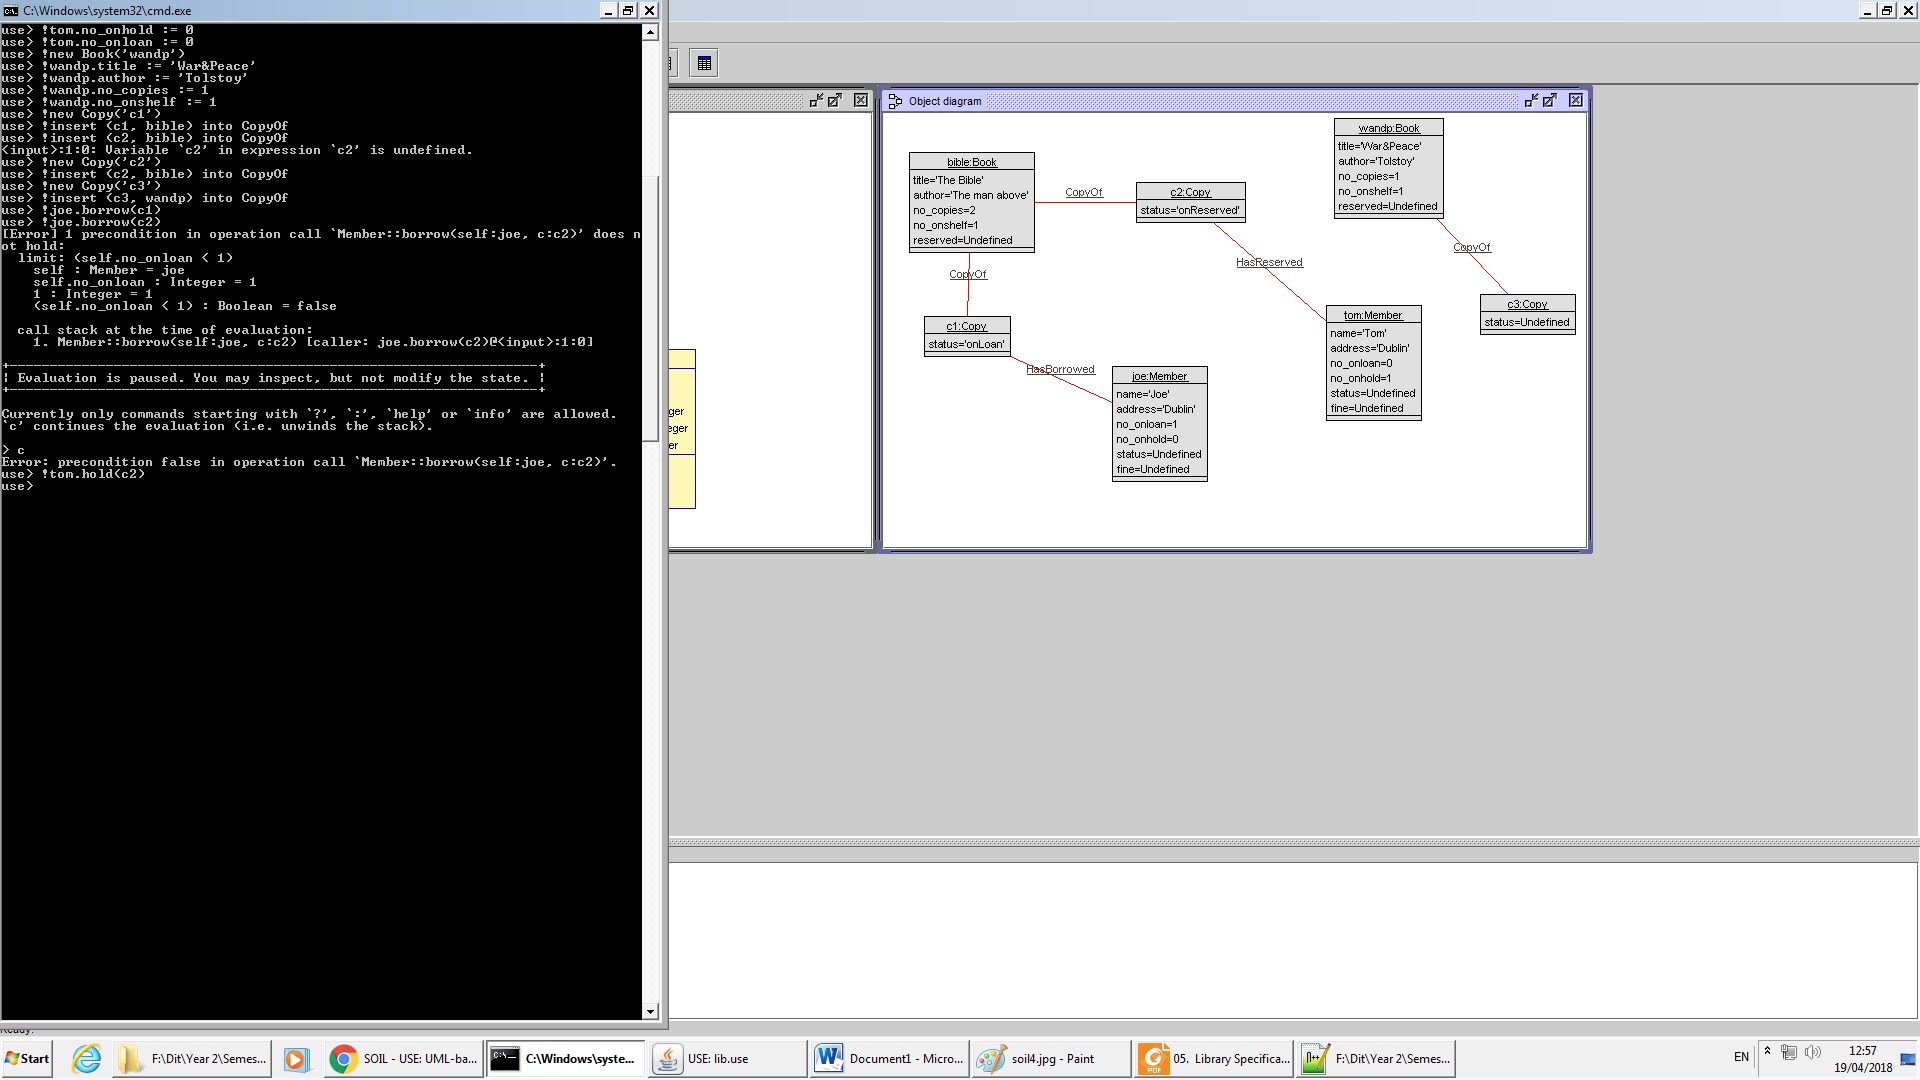 C:\Windows\system32\cmd.exe
use> !tom.no_onhold := 0
use> !tom.no_onloan := 0
use> !new Book('wandp')
use> !wandp.title := 'War&Peace'
use> !wandp.author := 'Tolstoy'
use> !wandp.no_copies := 1
use> !wandp.no_onshelf := 1
use> !new Copy('c1')
use> !insert (c1, bible) into CopyOf
use> !insert (c2, bible) into CopyOf
<input>:1:0: Variable `c2' in expression `c2' is undefined.
use> !new Copy('c2')
use> !insert (c2, bible) into CopyOf
use> !new Copy('c3')
use> !insert (c3, wandp) into CopyOf
use> !joe.borrow(c1)
use> !joe.borrow(c2)
[Error] 1 precondition in operation call `Member::borrow(self:joe, c:c2)' does n
ot hold:
limit: (self.no_onloan < 1)
self : Member = joe
self.no_onloan : Integer = 1
1 : Integer = 1
(self.no_onloan < 1) : Boolean = false
call stack at the time of evaluation:
1. Member::borrow(self:joe, c:c2) [caller: joe.borrow(c2)@<input>:1:0]
+------------------------------------------------------------------+
¦ Evaluation is paused. You may inspect, but not modify the state. ¦
+------------------------------------------------------------------+
Currently only commands starting with `?', `:', `help' or `info' are allowed.
`c' continues the evaluation (i.e. unwinds the stack).
> c
Error: precondition false in operation call `Member::borrow(self:joe, c:c2)'.
use> !tom.hold(c2)
use>
ger
eger
er
Object diagram
bible:Book
title='The Bible'
author='The man above'
no_copies=2
no_onshelf=1
reserved=Undefined
CopyOf
c2:Copy
status='onReserved'
wandp:Book
title='War&Peace'
author='Tolstoy'
no_copies=1
no_onshelf=1
reserved=Undefined
CopyOf
HasReserved
CopyOf
c1:Copy
status='onLoan'
HasBorrowed
joe:Member
name='Joe'
address='Dublin'
no_onloan=1
no_onhold=0
status=Undefined
fine=Undefined
tom:Member
name='Tom'
address='Dublin'
no_onloan=0
no_onhold=1
status=Undefined
fine=Undefined
c3:Copy
status=Undefined
Ready.
Start
F:\Dit\Year 2\Semes...
SOIL - USE: UML-ba...
C:\Windows\syste...
USE: lib.use
Document1 - Micro...
soil4.jpg - Paint
05. Library Specifica...
F:\Dit\Year 2\Semes...
EN
12:57
19/04/2018